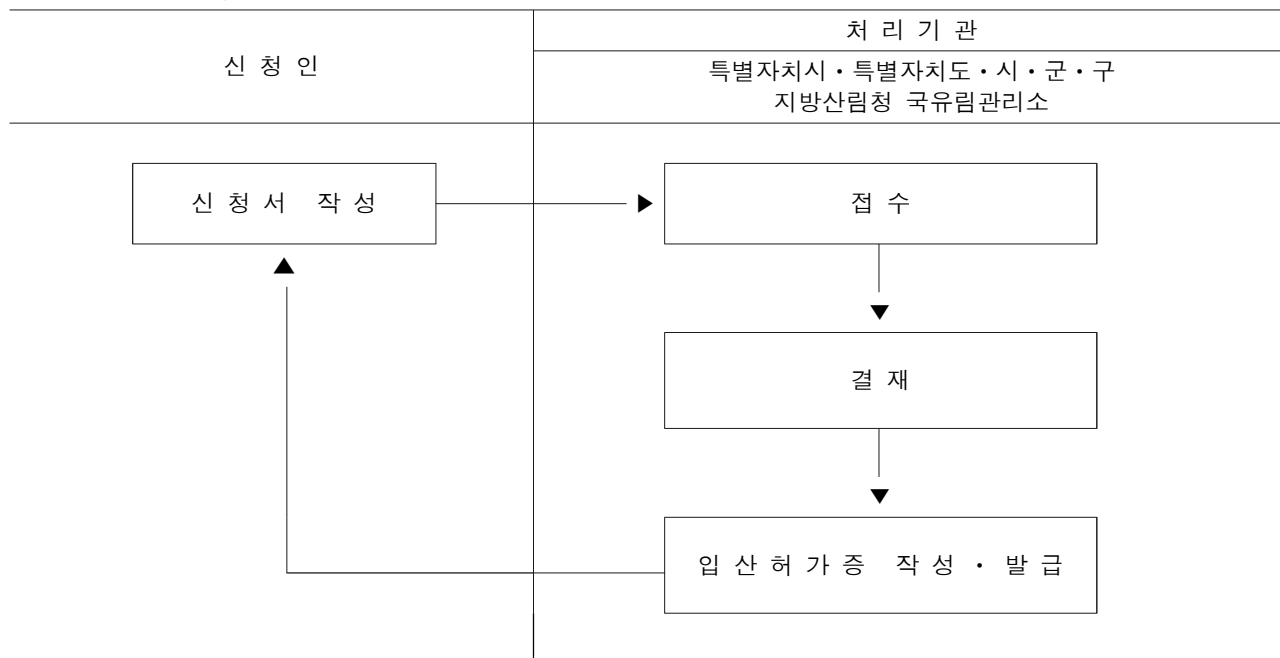 신 청 인
처 리 기 관
특별자치시・특별자치도・시・군・구
지방산림청 국유림관리소
신 청 서 작 성
접 수
결 재
입 산 허 가 증 작 성 ・ 발 급